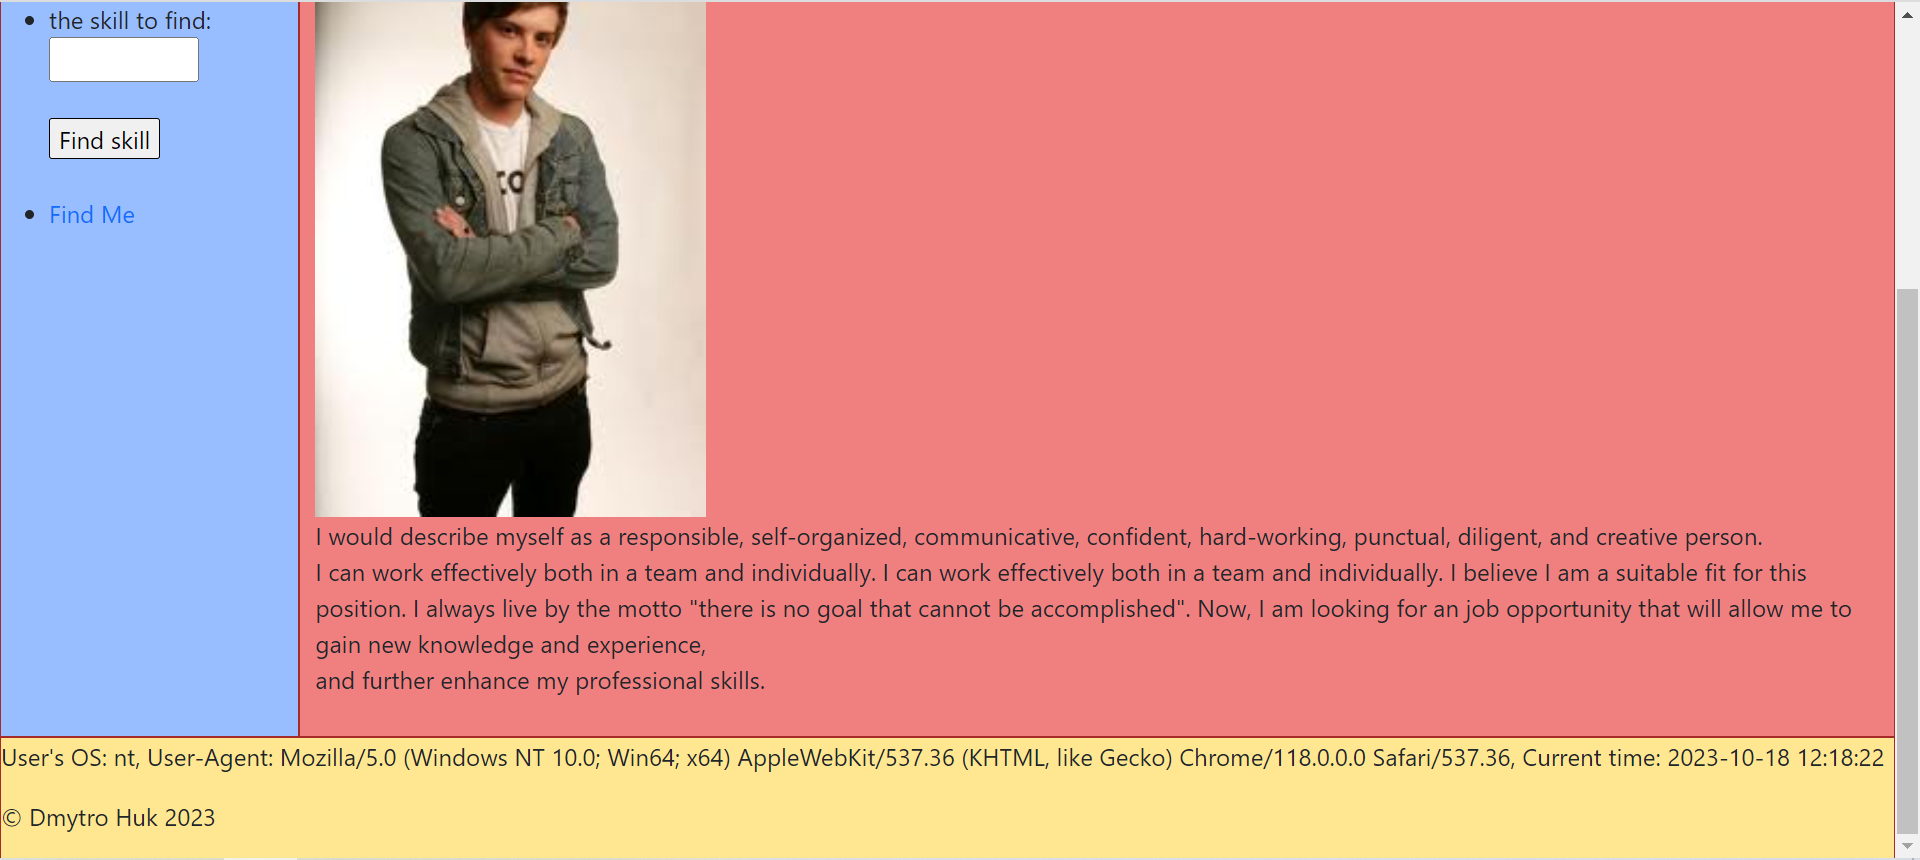 the skill to find:
Find skill
Find Me
I would describe myself as a responsible, self-organized, communicative, confident, hard-working, punctual, diligent, and creative person.
I can work effectively both in a team and individually. I can work effectively both in a team and individually. I believe I am a suitable fit for this
position. I always live by the motto "there is no goal that cannot be accomplished". Now, I am looking for an job opportunity that will allow me to
gain new knowledge and experience,
and further enhance my professional skills.
User's OS: nt, User-Agent: Mozilla/5.0 (Windows NT 10.0; Win64; x64) AppleWebKit/537.36 (KHTML, like Gecko) Chrome/118.0.0.0 Safari/537.36, Current time: 2023-10-18 12:18:22
© Dmytro Huk 2023